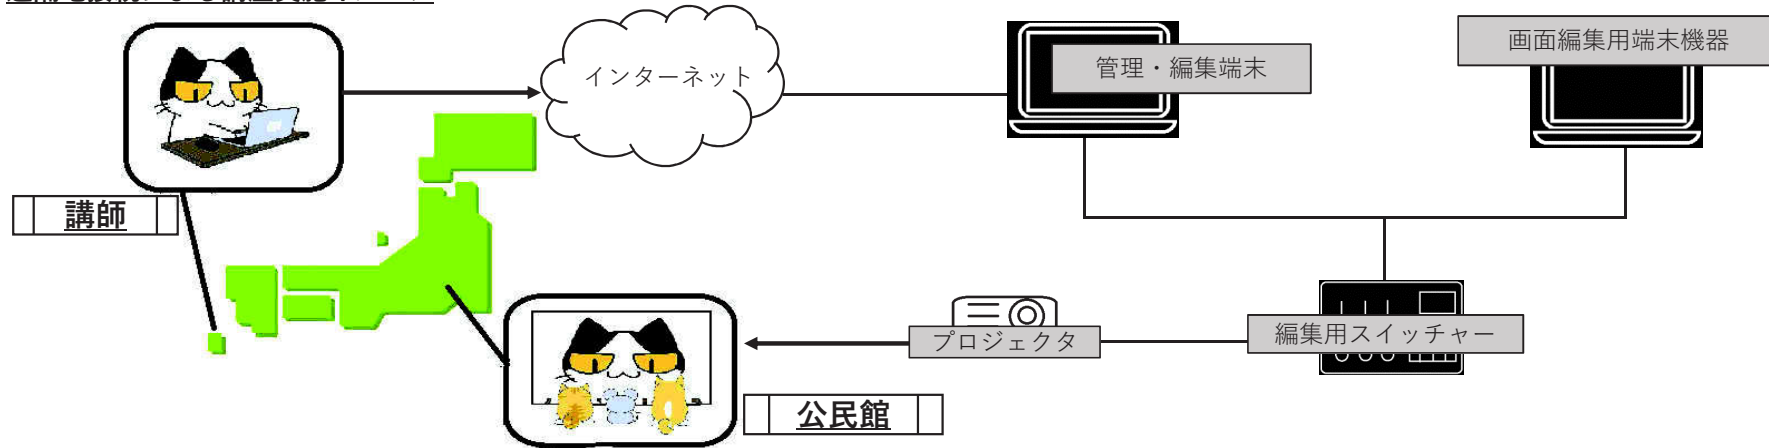 講師
インターネット
管理・編集端末
画面編集用端末機器
編集用スイッチャー
プロジェクタ
公民館